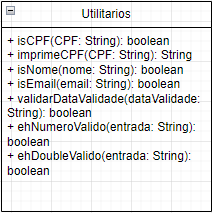 Utilitarios
+ isCPF(CPF: String): boolean
+ imprimeCPF(CPF: String): String
+ isNome(nome: String): boolean
+ isEmail(email: String): boolean
+ validarDataValidade(dataValidade:
String): boolean
+ ehNumeroValido(entrada: String):
boolean
+ ehDoubleValido(entrada: String):
boolean